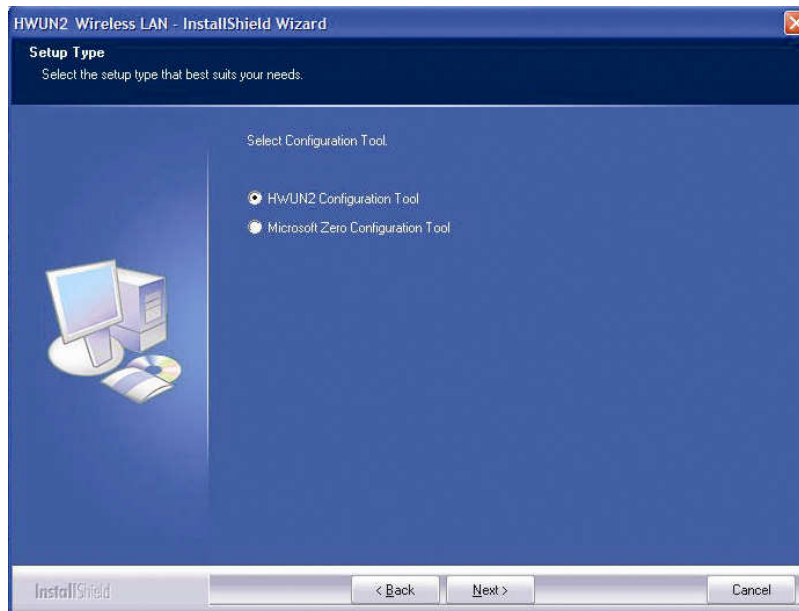 HWUN2 Wireless LAN - InstallShield Wizard
Setup Type
Select the setup type that best suits your needs.
Select Configuration Tool.
HWUN2 Configuration Tool
Microsoft Zero Configuration Tool
InstallShield
< Back
Next >
Cancel